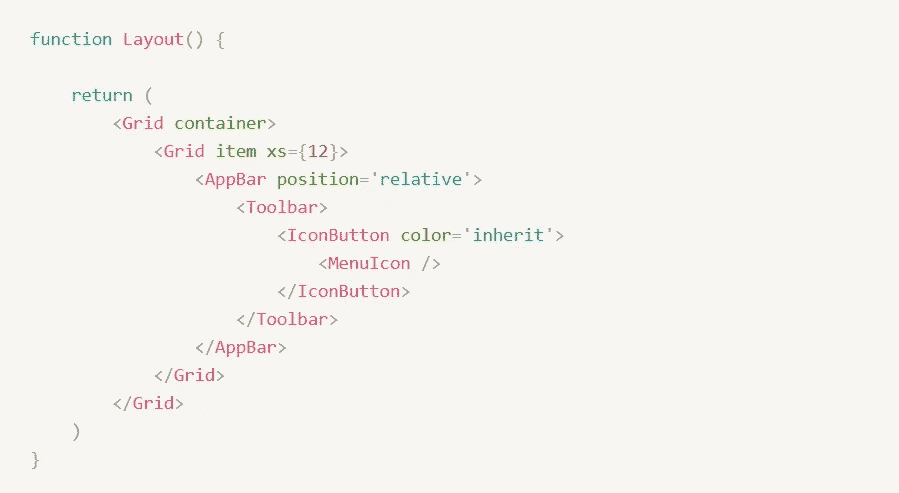 function Layout() {
    return (
        <Grid container>
            <Grid item xs={12}>
                <AppBar position='relative'>
                    <Toolbar>
                        <IconButton color='inherit'>
                            <MenuIcon />
                        </IconButton>
                    </Toolbar>
                </AppBar>
            </Grid>
        </Grid>
    )
}